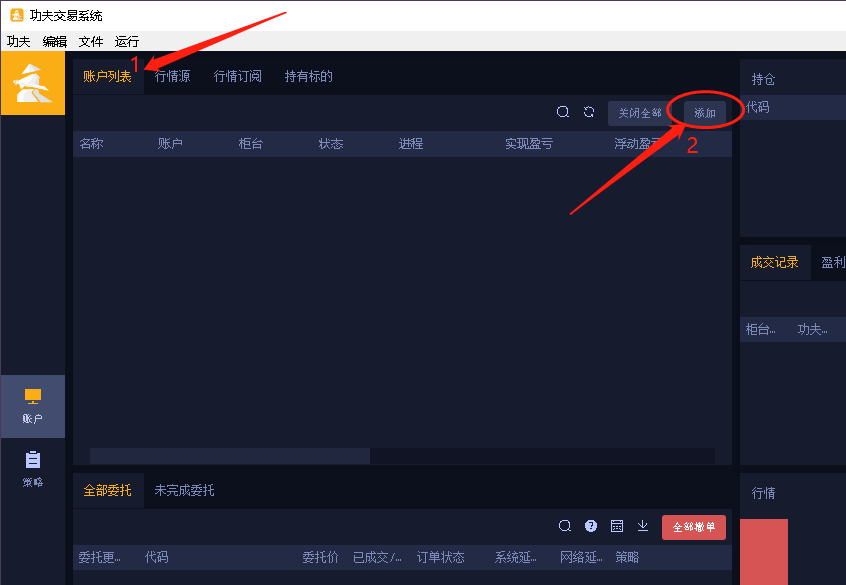 功夫交易系统
功夫 编辑 文件 运行
1
账户列表 行情源 行情订阅 持有标的
持仓
关闭全部 添加
代码
2
名称 账户 柜台 状态 进程 实现盈亏 浮动盈亏
成交记录 盈利
柜台... 功夫...
账户
策略
全部委托 未完成委托
行情
全部撤单
委托更... 代码 委托价 已成交/... 订单状态 系统延... 网络延... 策略